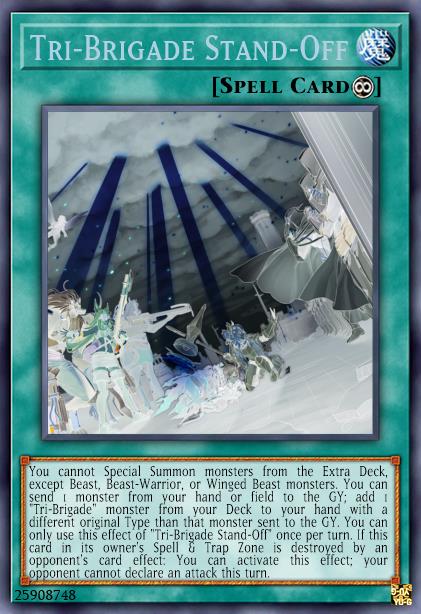 TRI-BRIGADE STAND-OFF
[SPELL CARD]
You cannot Special Summon monsters from the Extra Deck,
except Beast, Beast-Warrior, or Winged Beast monsters. You can
send 1 monster from your hand or field to the GY; add 1
"Tri-Brigade" monster from your Deck to your hand with a
different original Type than that monster sent to the GY. You can
only use this effect of "Tri-Brigade Stand-Off" once per turn. If this
card in its owner's Spell & Trap Zone is destroyed by an
opponent's card effect: You can activate this effect; your
opponent cannot declare an attack this turn.
25908748